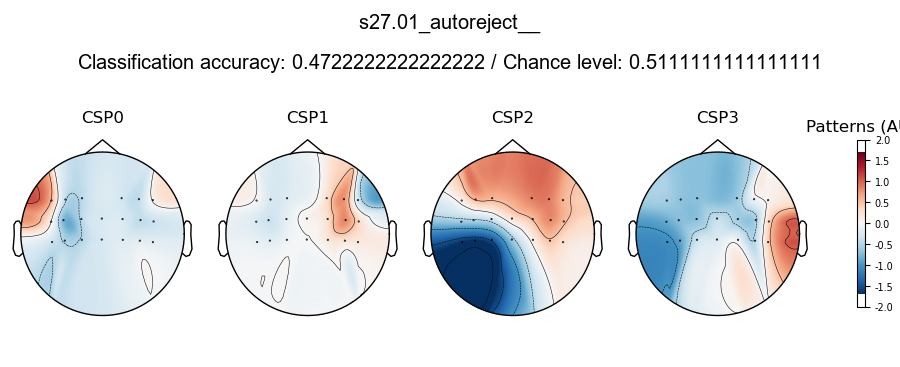 s27.01_autoreject__
Classification accuracy: 0.4722222222222222 / Chance level: 0.5111111111111111
CSP0 CSP1 CSP2 CSP3
Patterns (AU
2.0
1.5
1.0
0.5
0.0
-0.5
-1.0
-1.5
-2.0